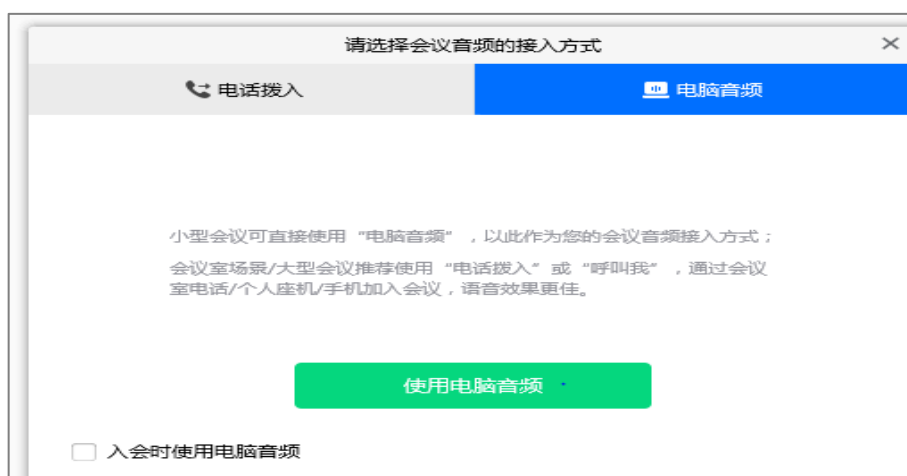 请选择会议音频的接入方式
电话拨入
电脑音频
小型会议可直接使用“电脑音频”，以此作为您的会议音频接入方式；
会议室场景/大型会议推荐使用“电话拨入”或“呼叫我”，通过会议
室电话/个人座机/手机加入会议，语音效果更佳。
使用电脑音频
入会时使用电脑音频